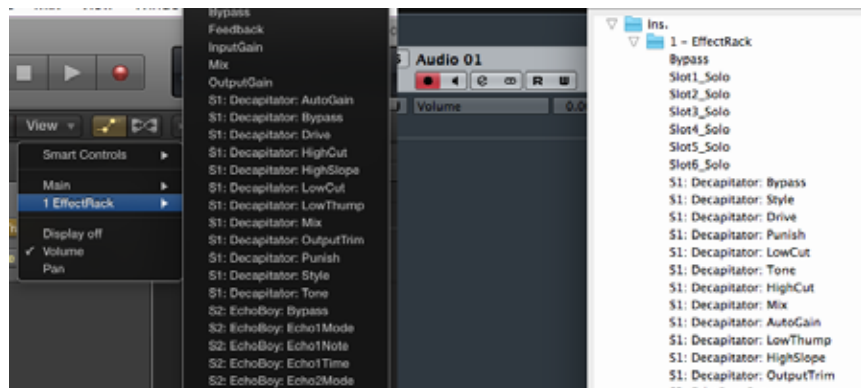 View
Smart Controls
Main
1 EffectRack
Display off
Volume
Pan
Bypass
Feedback
InputGain
Mix
OutputGain
S1: Decapitator: AutoGain
S1: Decapitator: Bypass
S1: Decapitator: Drive
S1: Decapitator: HighCut
S1: Decapitator: HighSlope
S1: Decapitator: LowCut
S1: Decapitator: LowThump
S1: Decapitator: Mix
S1: Decapitator: OutputTrim
S1: Decapitator: Punish
S1: Decapitator: Style
S1: Decapitator: Tone
S2: EchoBoy: Bypass
S2: EchoBoy: Echo1Mode
S2: EchoBoy: Echo1Note
S2: EchoBoy: Echo1Time
S2: EchoBoy: Echo2Mode
Audio 01
R W
Volume
Ins.
1 - EffectRack
Bypass
Slot1_Solo
Slot2_Solo
Slot3_Solo
Slot4_Solo
Slot5_Solo
Slot6_Solo
S1: Decapitator: Bypass
S1: Decapitator: Style
S1: Decapitator: Drive
S1: Decapitator: Punish
S1: Decapitator: LowCut
S1: Decapitator: Tone
S1: Decapitator: HighCut
S1: Decapitator: Mix
S1: Decapitator: AutoGain
S1: Decapitator: LowThump
S1: Decapitator: HighSlope
S1: Decapitator: OutputTrim